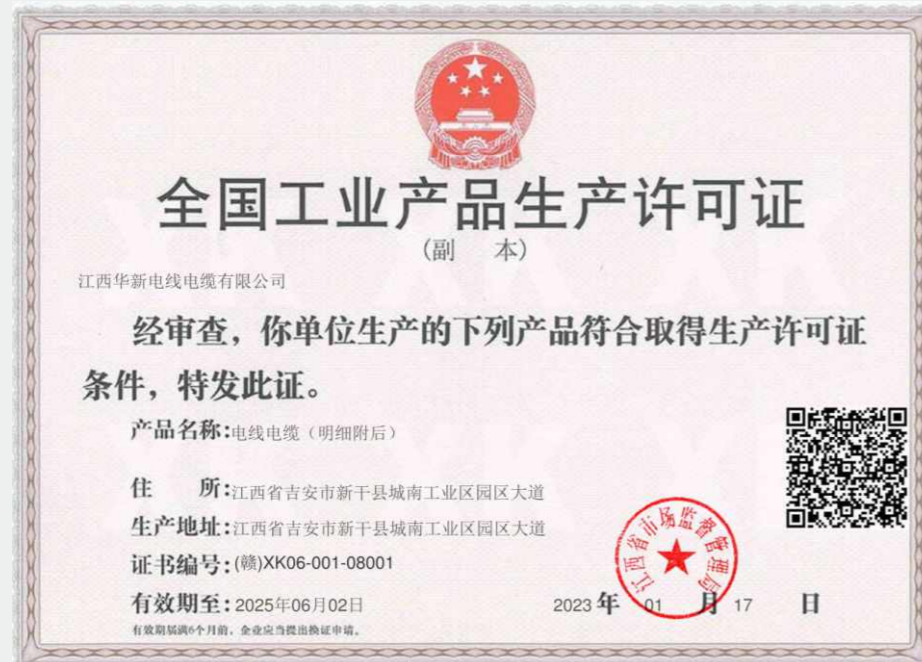 全国工业产品生产许可证
(副 本)
江西华新电线电缆有限公司
经审查，你单位生产的下列产品符合取得生产许可证
条件，特发此证。
产品名称:电线电缆（明细附后）
住 所:江西省吉安市新干县城南工业区园区大道
生产地址:江西省吉安市新干县城南工业区园区大道
证书编号:(赣)XK06-001-08001
江西省市场监督管理局
有效期至:2025年06月02日
2023 年 01 月 17 日
有效期届满6个月前，企业应当提出换证申请。